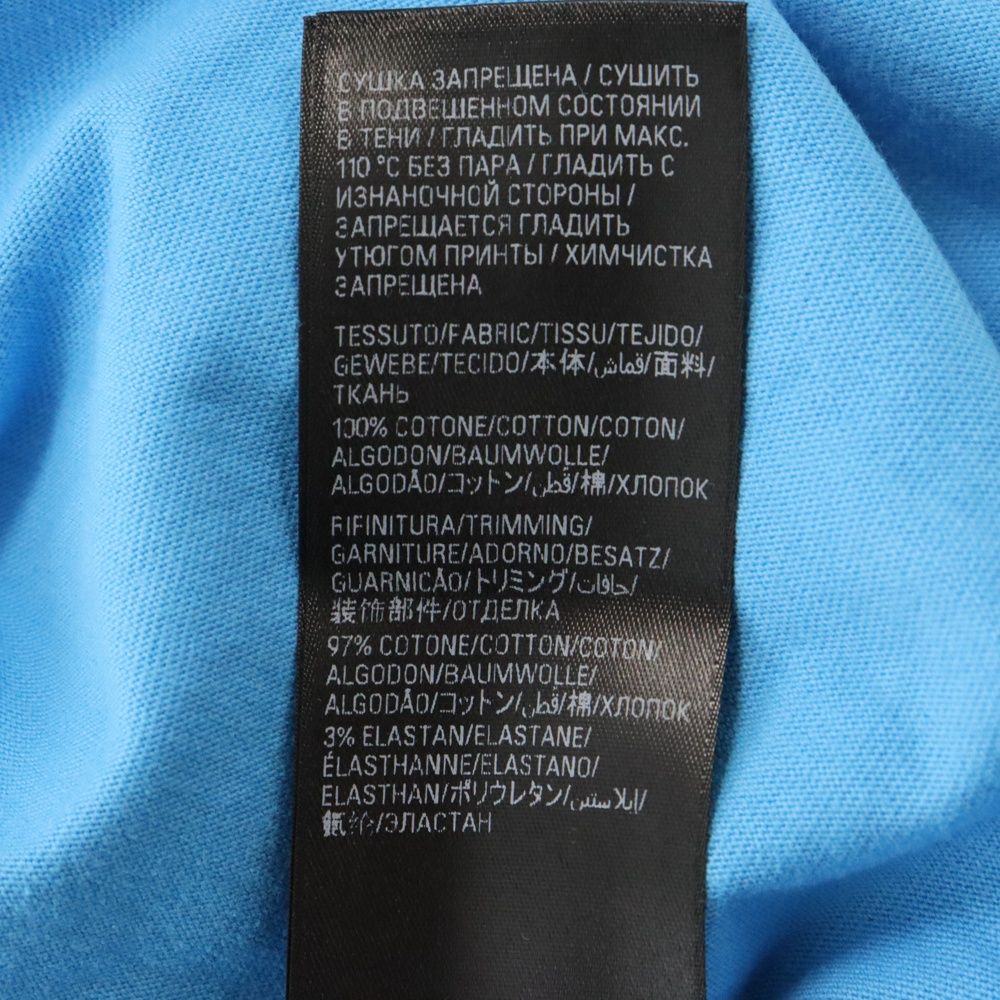 СУШКА ЗАПРЕЩЕНА / СУШИТЬ
В ПОДВЕШЕННОМ СОСТОЯНИИ
В ТЕНИ / ГЛАДИТЬ ПРИ МАКС.
110 °C БЕЗ ПАРА / ГЛАДИТЬ С
ИЗНАНОЧНОЙ СТОРОНЫ /
ЗАПРЕЩАЕТСЯ ГЛАДИТЬ
УТЮГОМ ПРИНТЫ / ХИМЧИСТКА
ЗАПРЕЩЕНА
TESSUTO/FABRIC/TISSU/TEJIDO/
GEWEBE/TECIDO/本体/قماش/面料/
ТКАНЬ
100% COTONE/COTTON/COTON/
ALGODON/BAUMWOLLE/
ALGODÃO/コットン/قطن/棉/ХЛОПОК
RIFINITURA/TRIMMING/
GARNITURE/ADORNO/BESATZ/
GUARNICÃO/トリミング/حافات/
装饰部件/ОТДЕЛКА
97% COTONE/COTTON/COTON/
ALGODON/BAUMWOLLE/
ALGODÃO/コットン/قطن/棉/ХЛОПОК
3% ELASTAN/ELASTANE/
ÉLASTHANNE/ELASTANO/
ELASTHAN/ポリウレタン/إيلاستين/
氨纶/ЭЛАСТАН